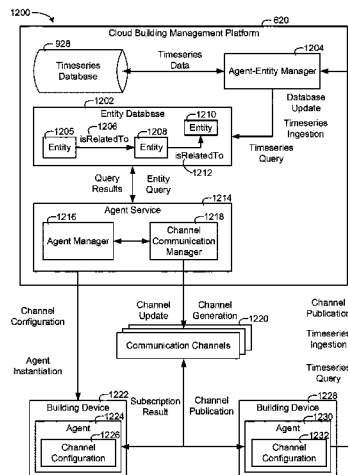 1200
620
Cloud Building Management Platform
928
Timeseries
Database
Timeseries
Data
1204
Agent-Entity Manager
1202
Entity Database
1210
Entity
1205
Entity
1206
isRelatedTo
1208
Entity
isRelatedTo
1212
Database
Update
Timeseries
Ingestion
Timeseries
Query
Query
Results
Entity
Query
1214
Agent Service
1216
Agent Manager
1218
Channel
Communication
Manager
Channel
Configuration
Agent
Instantiation
Channel
Update
Channel
Generation
1220
Communication Channels
Channel
Publication
Timeseries
Ingestion
Timeseries
Query
1222
Building Device
1224
Agent
1226
Channel
Configuration
Subscription
Result
Channel
Publication
1228
Building Device
1230
Agent
1232
Channel
Configuration